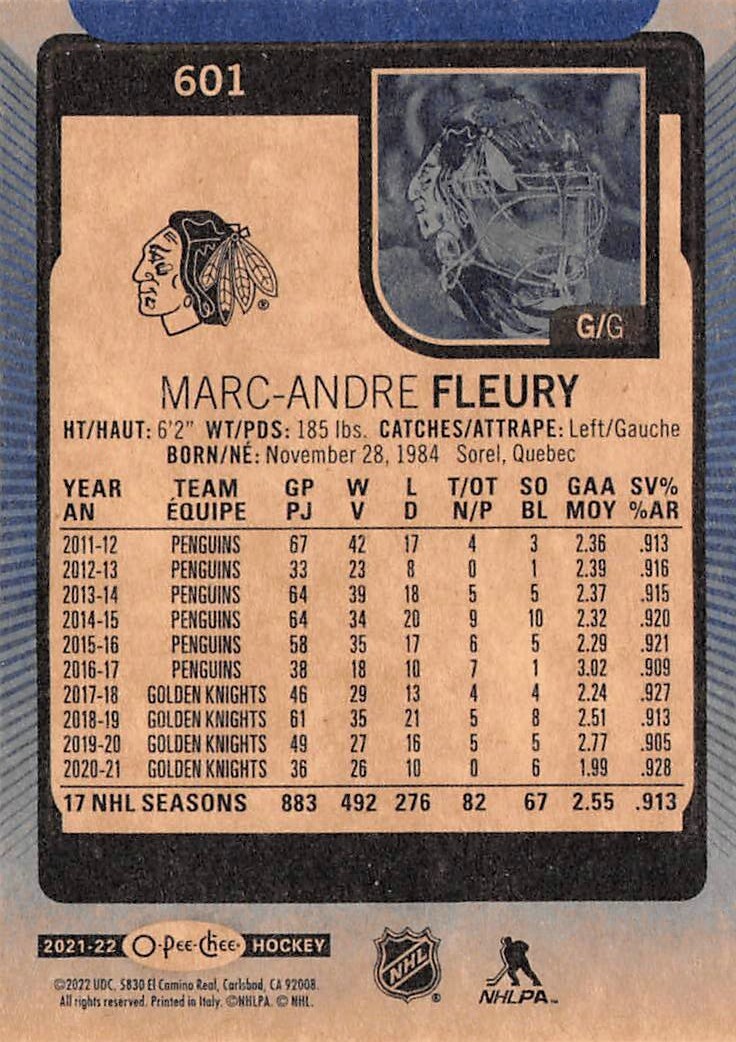 601
G/G
MARC-ANDRE FLEURY
HT/HAUT: 6'2" WT/PDS: 185 lbs. CATCHES/ATTRAPE: Left/Gauche
BORN/NÉ: November 28, 1984 Sorel, Quebec
YEAR TEAM GP W L T/OT SO GAA SV%
AN ÉQUIPE PJ V D N/P BL MOY %AR
2011-12 PENGUINS 67 42 17 4 3 2.36 .913
2012-13 PENGUINS 33 23 8 0 1 2.39 .916
2013-14 PENGUINS 64 39 18 5 5 2.37 .915
2014-15 PENGUINS 64 34 20 9 10 2.32 .920
2015-16 PENGUINS 58 35 17 6 5 2.29 .921
2016-17 PENGUINS 38 18 10 7 1 3.02 .909
2017-18 GOLDEN KNIGHTS 46 29 13 4 4 2.24 .927
2018-19 GOLDEN KNIGHTS 61 35 21 5 8 2.51 .913
2019-20 GOLDEN KNIGHTS 49 27 16 5 5 2.77 .905
2020-21 GOLDEN KNIGHTS 36 26 10 0 6 1.99 .928
17 NHL SEASONS 883 492 276 82 67 2.55 .913
2021-22 O-Pee-Chee HOCKEY
NHL
NHLPA™
©2022 UDC. 5830 El Camino Real, Carlsbad, CA 92008.
All rights reserved. Printed in Italy. ©NHLPA. © NHL.